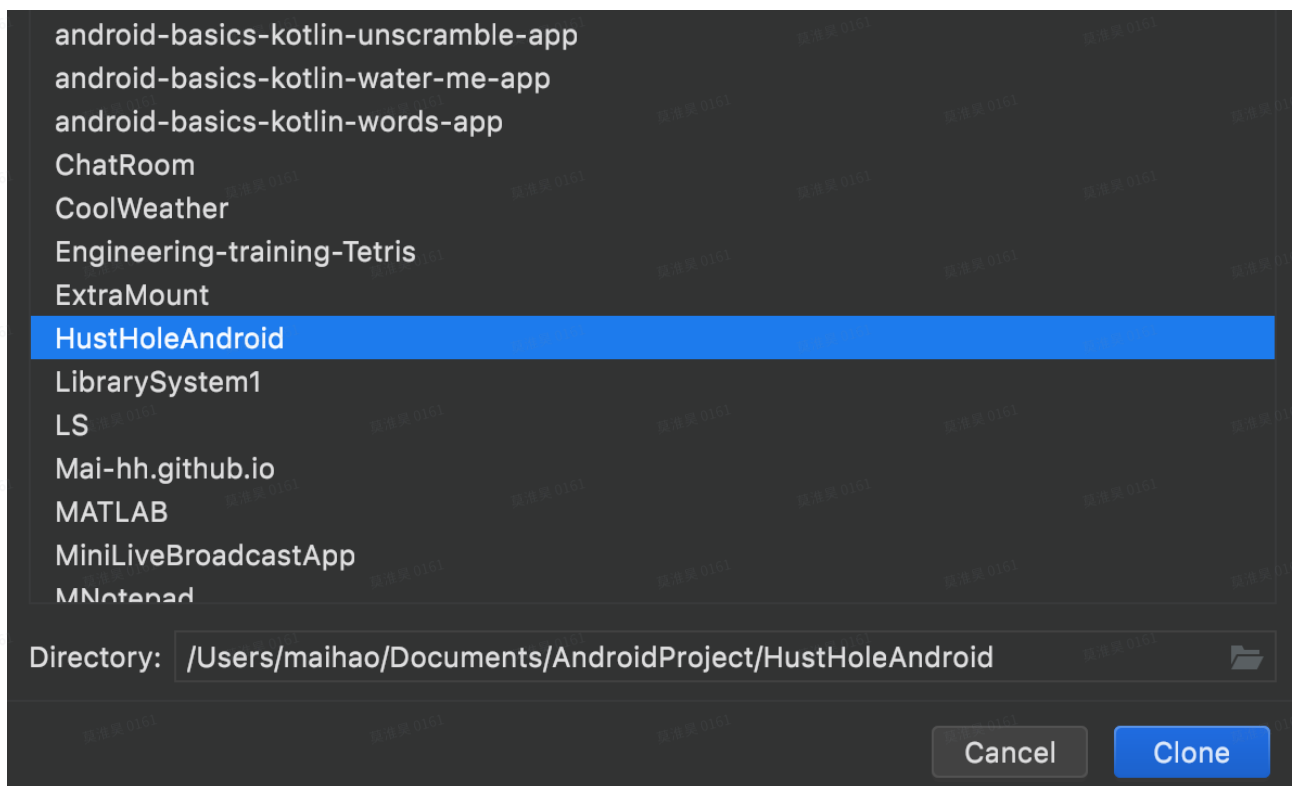 android-basics-kotlin-unscramble-app
android-basics-kotlin-water-me-app
android-basics-kotlin-words-app
ChatRoom
CoolWeather
Engineering-training-Tetris
ExtraMount
HustHoleAndroid
LibrarySystem1
LS
Mai-hh.github.io
MATLAB
MiniLiveBroadcastApp
MNotepad
Directory: /Users/maihao/Documents/AndroidProject/HustHoleAndroid
Cancel Clone